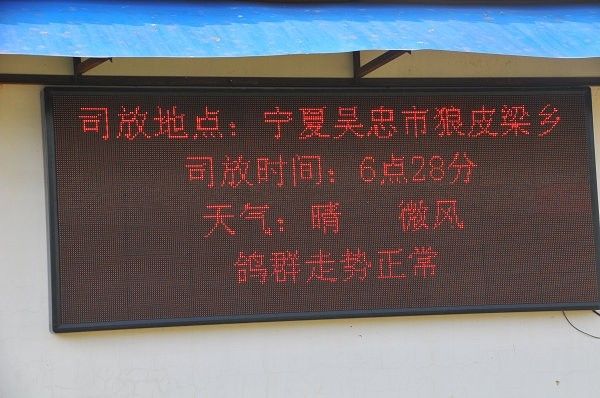 司放地点：宁夏吴忠市狼皮梁乡
司放时间：6点28分
天气：晴 微风
鸽群走势正常